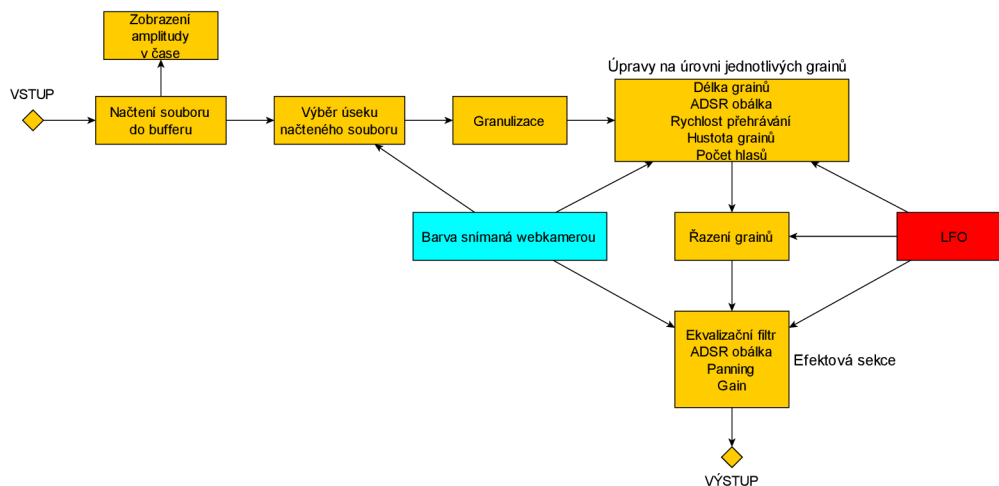 Zobrazení
amplitudy
v čase
VSTUP
Načtení souboru
do bufferu
Výběr úseku
načteného souboru
Granulizace
Úpravy na úrovni jednotlivých grainů
Délka grainů
ADSR obálka
Rychlost přehrávání
Hustota grainů
Počet hlasů
Barva snímaná webkamerou
Řazení grainů
LFO
Ekvalizační filtr
ADSR obálka
Panning
Gain
Efektová sekce
VÝSTUP